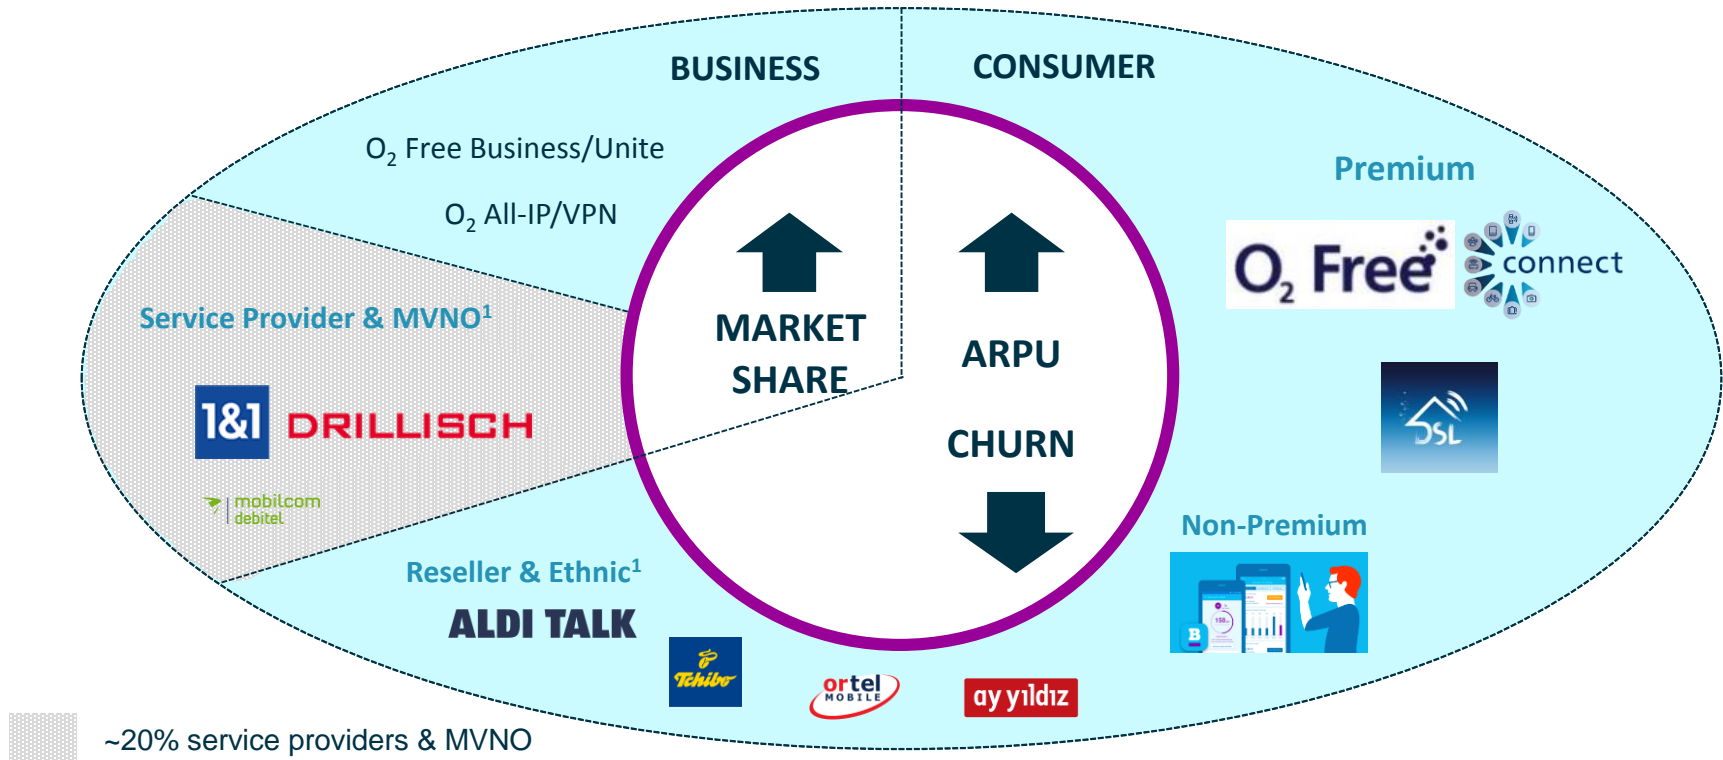 BUSINESS
CONSUMER
O2 Free Business/Unite
O2 All-IP/VPN
Premium
O2 Free
connect
Service Provider & MVNO1
MARKET
SHARE
ARPU
CHURN
1&1 DRILLISCH
mobilcom
debitel
DSL
Non-Premium
B
Reseller & Ethnic1
ALDI TALK
Tchibo
ortel
MOBILE
ay yıldız
~20% service providers & MVNO